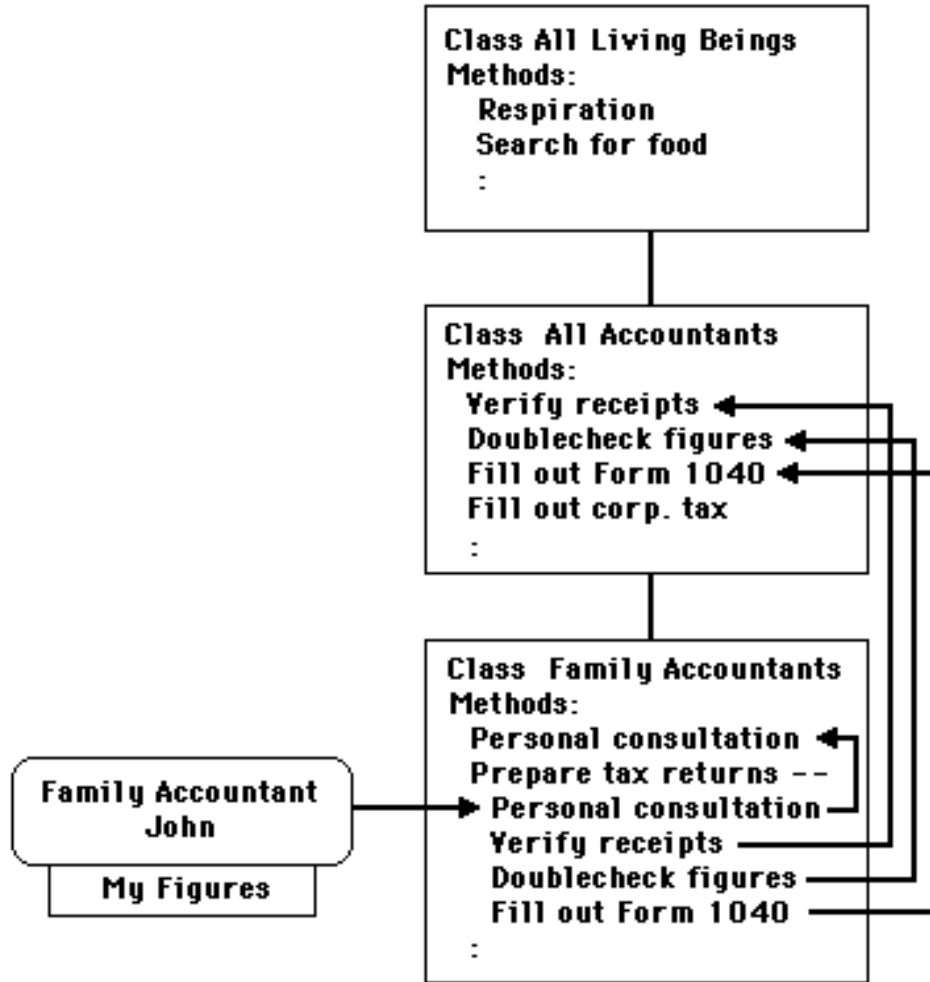 Class All Living Beings
Methods:
Respiration
Search for food
:
Class All Accountants
Methods:
Verify receipts
Doublecheck figures
Fill out Form 1040
Fill out corp. tax
:
Class Family Accountants
Methods:
Personal consultation
Prepare tax returns --
Personal consultation
Verify receipts
Doublecheck figures
Fill out Form 1040
:
Family Accountant
John
My Figures